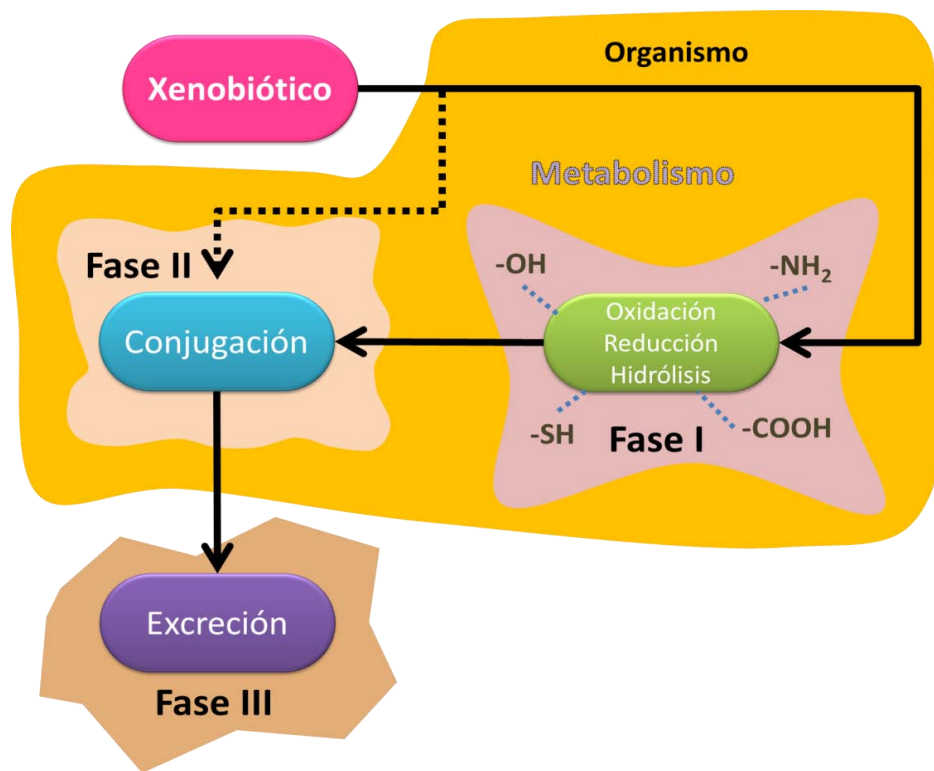 Organismo
Xenobiótico
Metabolismo
Fase II
-OH
-NH₂
Conjugación
Oxidación
Reducción
Hidrólisis
-SH
Fase I
-COOH
Excreción
Fase III